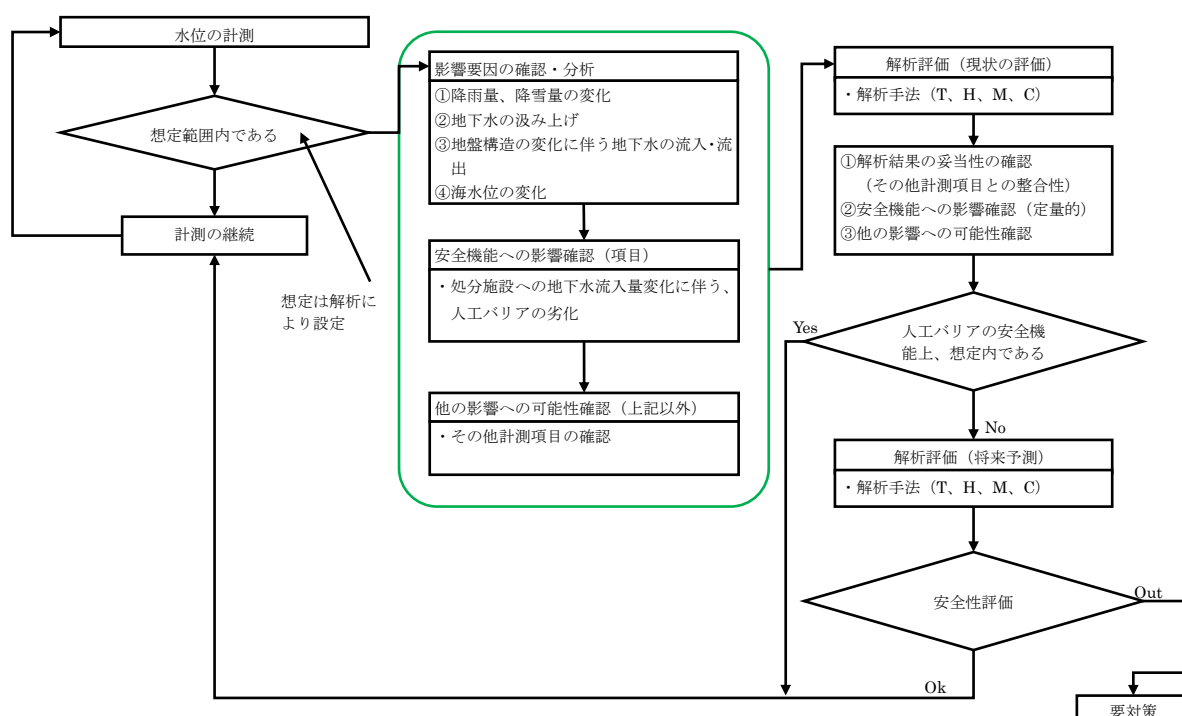 水位の計測
想定範囲内である
計測の継続
想定は解析に
より設定
影響要因の確認・分析
①降雨量、降雪量の変化
②地下水の汲み上げ
③地盤構造の変化に伴う地下水の流入・流
出
④海水位の変化
安全機能への影響確認（項目）
・処分施設への地下水流入量変化に伴う、
人工バリアの劣化
他の影響への可能性確認（上記以外）
・その他計測項目の確認
解析評価（現状の評価）
・解析手法（T、H、M、C）
①解析結果の妥当性の確認
（その他計測項目との整合性）
②安全機能への影響確認（定量的）
③他の影響への可能性確認
Yes
人工バリアの安全機
能上、想定内である
No
解析評価（将来予測）
・解析手法（T、H、M、C）
安全性評価
Out
Ok
要対策